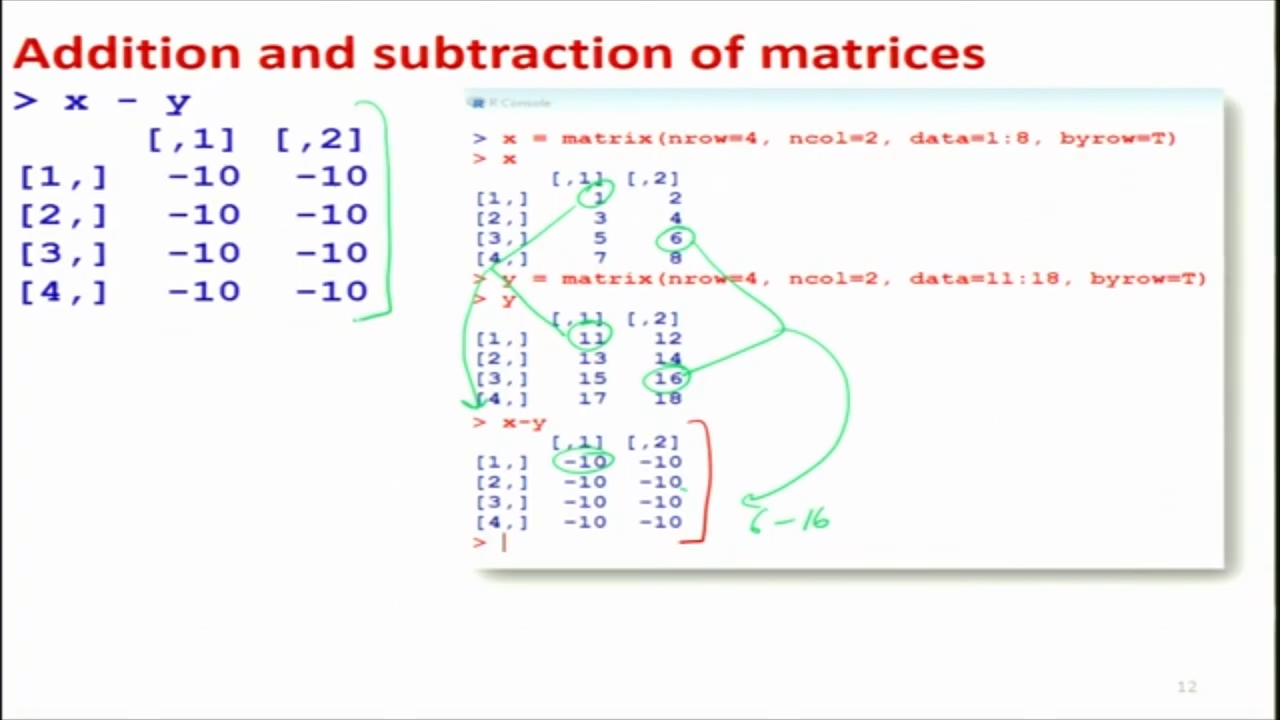 Addition and subtraction of matrices
> x - y
[,1] [,2]
[1,] -10 -10
[2,] -10 -10
[3,] -10 -10
[4,] -10 -10
R Console
> x = matrix(nrow=4, ncol=2, data=1:8, byrow=T)
> x
[,1] [,2]
[1,] 1 2
[2,] 3 4
[3,] 5 6
[4,] 7 8
> y = matrix(nrow=4, ncol=2, data=11:18, byrow=T)
> y
[,1] [,2]
[1,] 11 12
[2,] 13 14
[3,] 15 16
[4,] 17 18
> x-y
[,1] [,2]
[1,] -10 -10
[2,] -10 -10
[3,] -10 -10
[4,] -10 -10
>
6-16
12